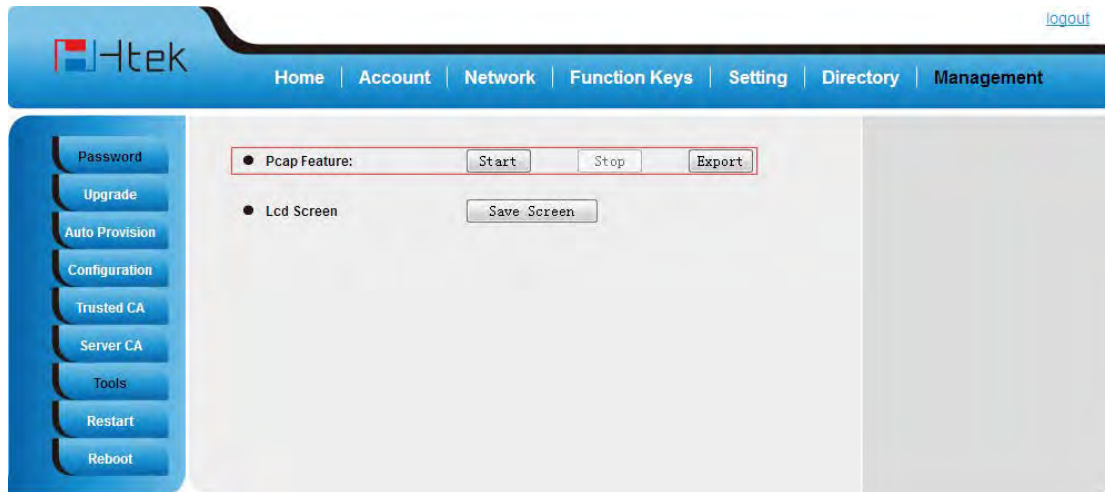 logout
Htek
Home | Account | Network | Function Keys | Setting | Directory | Management
Password
Upgrade
Auto Provision
Configuration
Trusted CA
Server CA
Tools
Restart
Reboot
Pcap Feature: Start Stop Export
Lcd Screen Save Screen